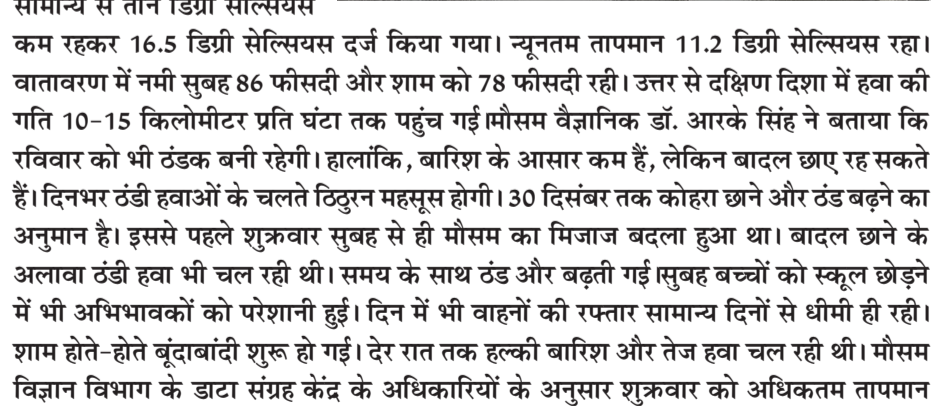 सामान्य से तीन डिग्री सेल्सियस
कम रहकर 16.5 डिग्री सेल्सियस दर्ज किया गया। न्यूनतम तापमान 11.2 डिग्री सेल्सियस रहा।
वातावरण में नमी सुबह 86 फीसदी और शाम को 78 फीसदी रही। उत्तर से दक्षिण दिशा में हवा की
गति 10-15 किलोमीटर प्रति घंटा तक पहुंच गई।मौसम वैज्ञानिक डॉ. आरके सिंह ने बताया कि
रविवार को भी ठंडक बनी रहेगी। हालांकि, बारिश के आसार कम हैं, लेकिन बादल छाए रह सकते
हैं। दिनभर ठंडी हवाओं के चलते ठिठुरन महसूस होगी। 30 दिसंबर तक कोहरा छाने और ठंड बढ़ने का
अनुमान है। इससे पहले शुक्रवार सुबह से ही मौसम का मिजाज बदला हुआ था। बादल छाने के
अलावा ठंडी हवा भी चल रही थी। समय के साथ ठंड और बढ़ती गई।सुबह बच्चों को स्कूल छोड़ने
में भी अभिभावकों को परेशानी हुई। दिन में भी वाहनों की रफ्तार सामान्य दिनों से धीमी ही रही।
शाम होते-होते बूंदाबांदी शुरू हो गई। देर रात तक हल्की बारिश और तेज हवा चल रही थी। मौसम
विज्ञान विभाग के डाटा संग्रह केंद्र के अधिकारियों के अनुसार शुक्रवार को अधिकतम तापमान